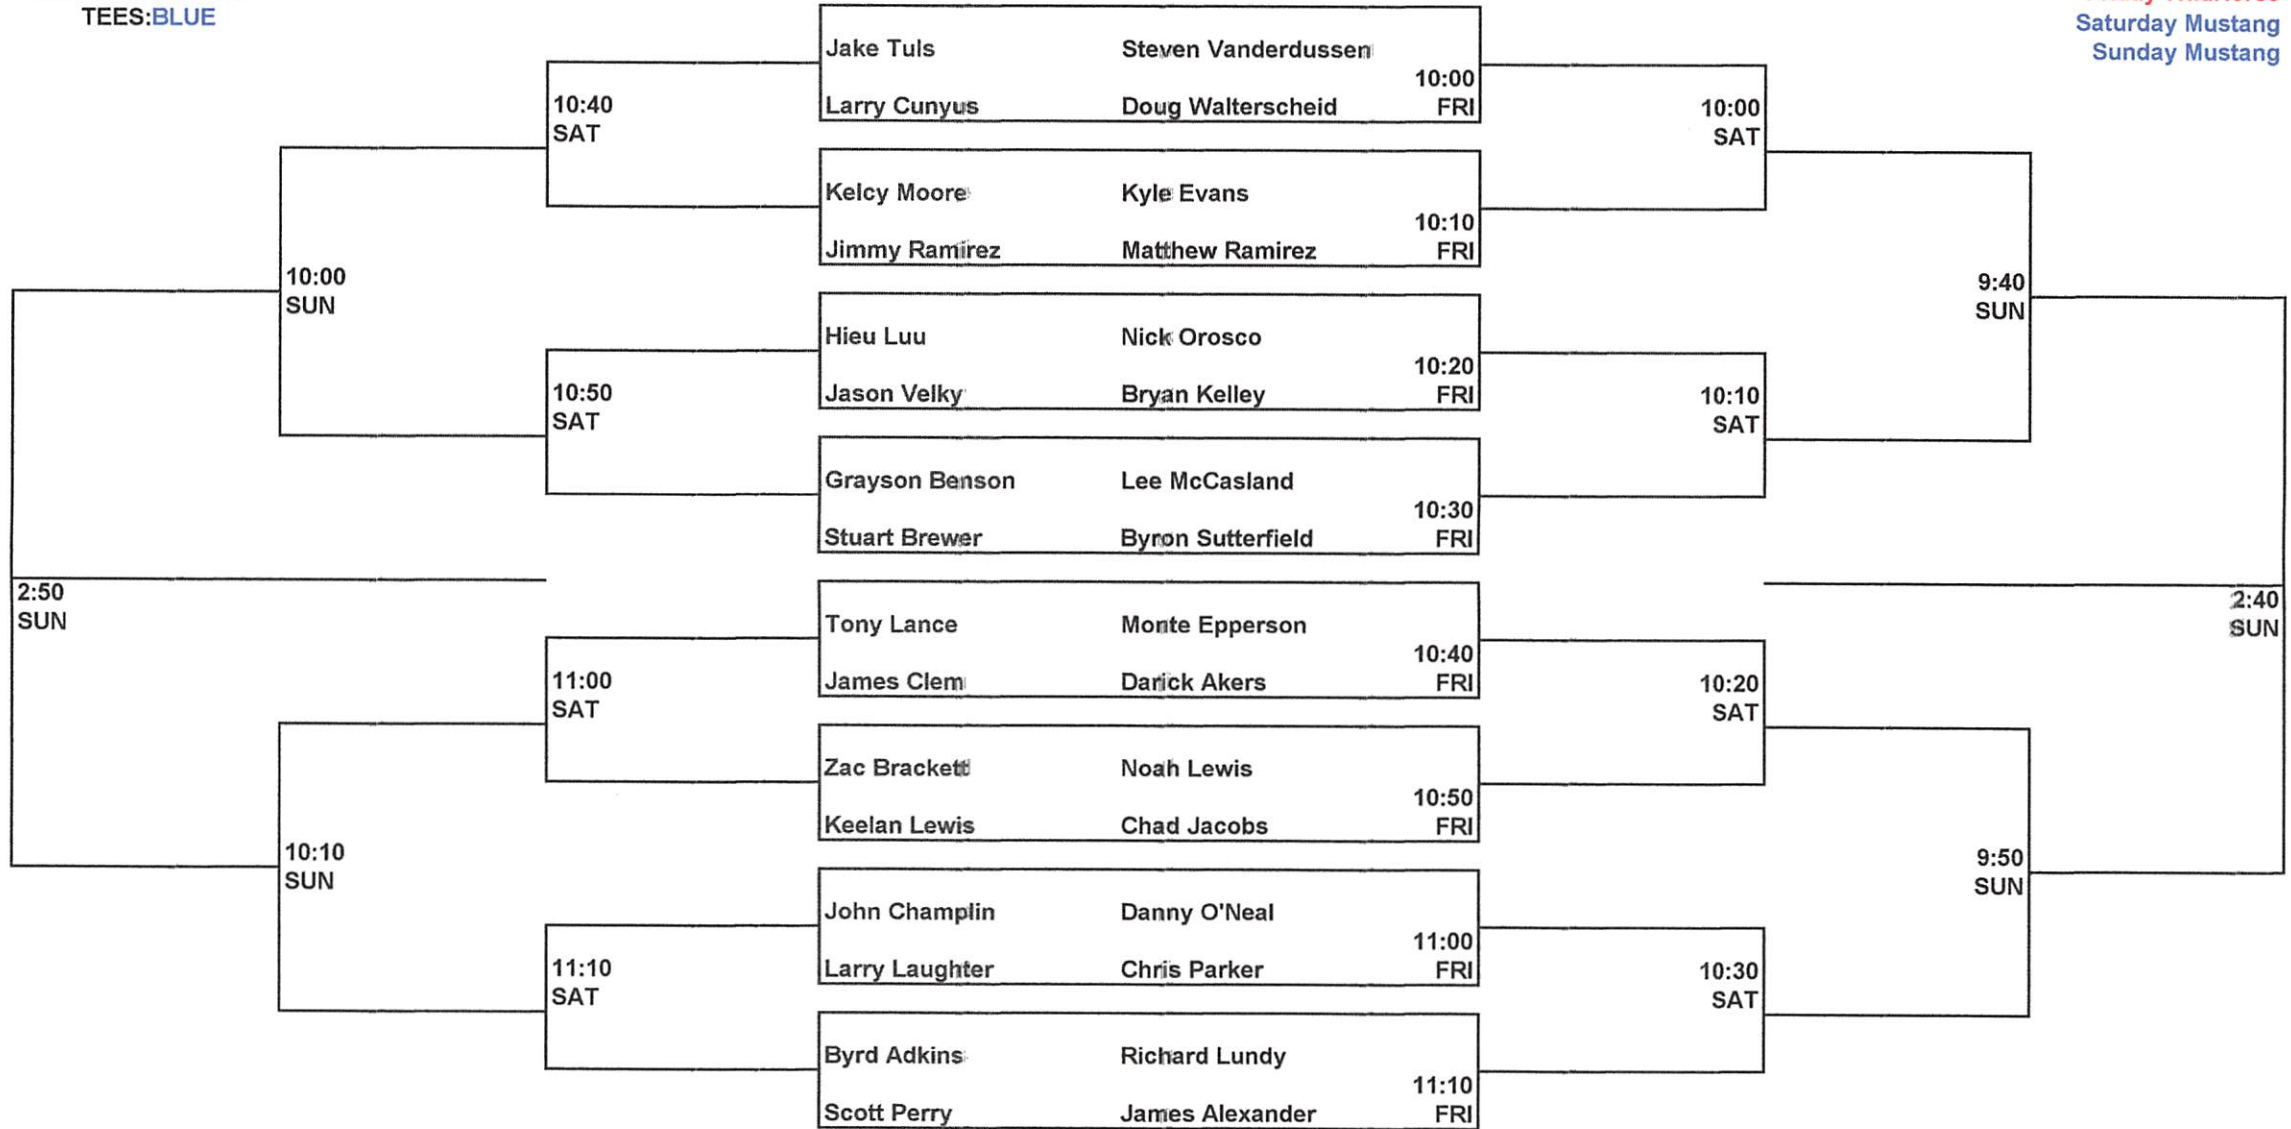 TEES:BLUE
Saturday Mustang
Sunday Mustang
Jake Tuls Steven Vanderdussen
10:00
Larry Cunyus Doug Walterscheid FRI
10:40
SAT
10:00
SAT
Kelcy Moore Kyle Evans
10:10
Jimmy Ramirez Matthew Ramirez FRI
10:00
SUN
9:40
SUN
Hieu Luu Nick Orosco
10:20
Jason Velky Bryan Kelley FRI
10:50
SAT
10:10
SAT
Grayson Benson Lee McCasland
10:30
Stuart Brewer Byron Sutterfield FRI
2:50
SUN
2:40
SUN
Tony Lance Monte Epperson
10:40
James Clem Darick Akers FRI
11:00
SAT
10:20
SAT
Zac Brackett Noah Lewis
10:50
Keelan Lewis Chad Jacobs FRI
10:10
SUN
9:50
SUN
John Champlin Danny O'Neal
11:00
Larry Laughter Chris Parker FRI
11:10
SAT
10:30
SAT
Byrd Adkins Richard Lundy
11:10
Scott Perry James Alexander FRI